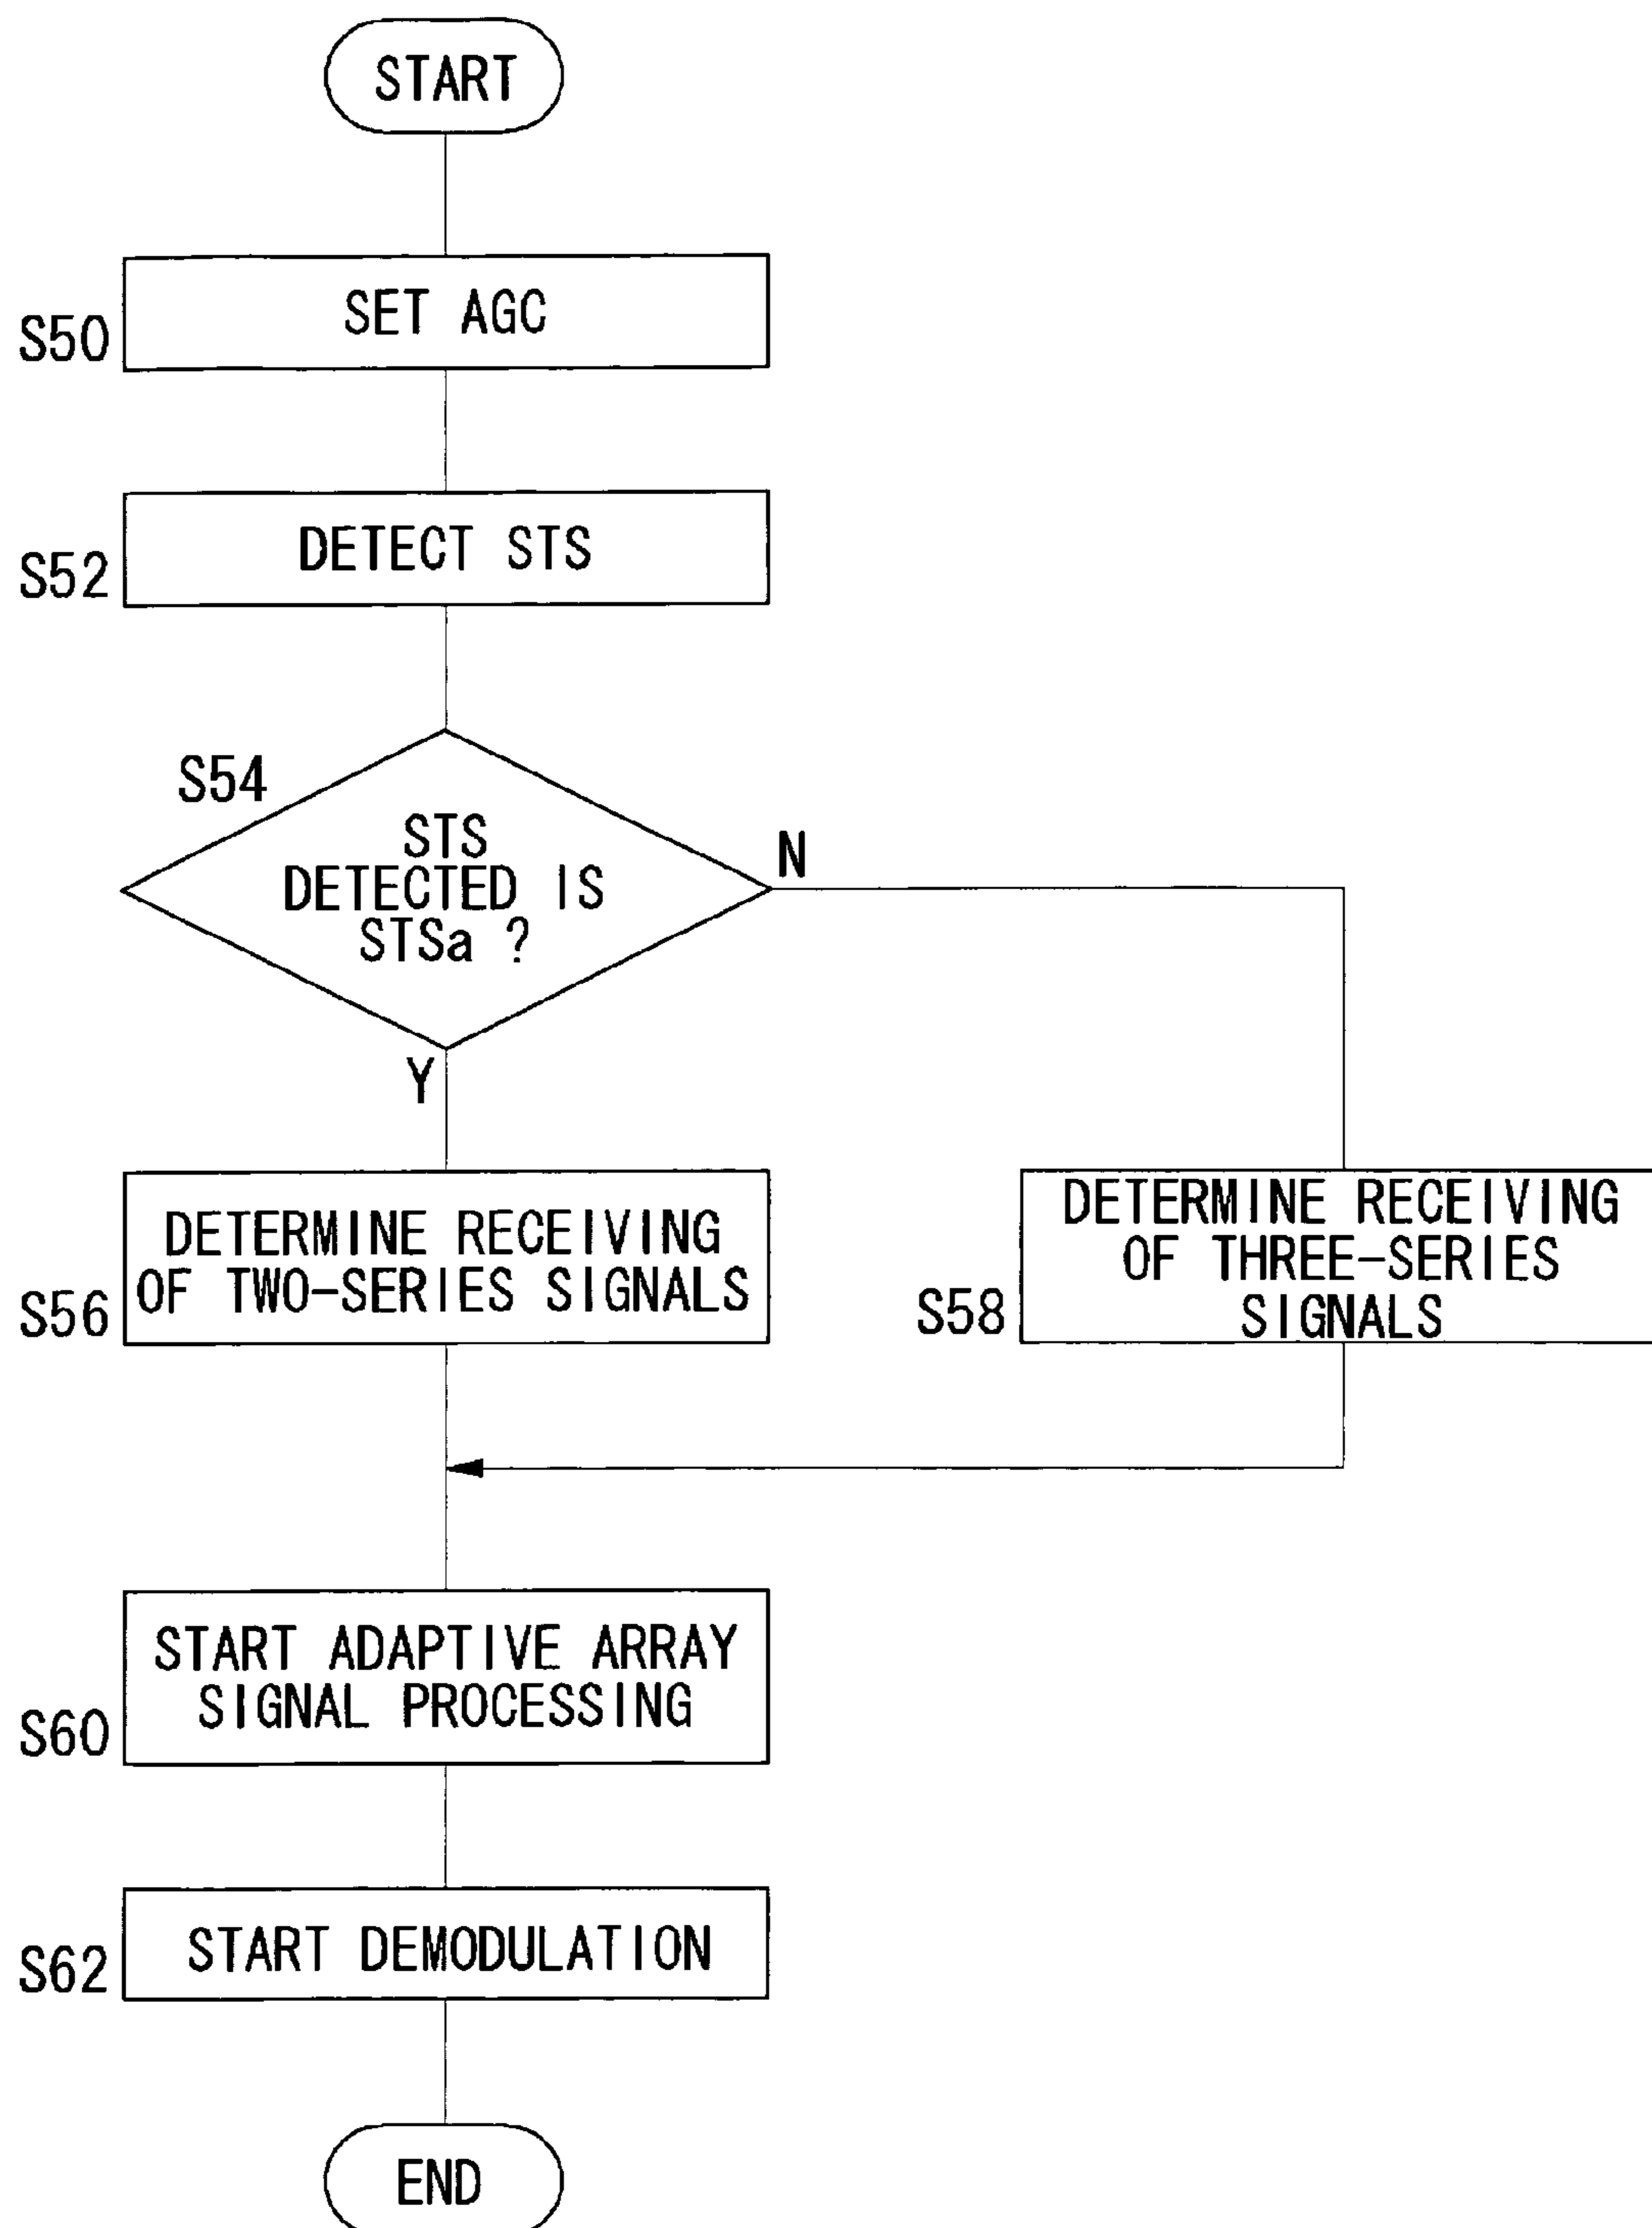 START
SET AGC
S50
DETECT STS
S52
S54
STS
DETECTED IS
STSa ?
N
Y
DETERMINE RECEIVING
OF TWO-SERIES SIGNALS
S56
DETERMINE RECEIVING
OF THREE-SERIES
SIGNALS
S58
START ADAPTIVE ARRAY
SIGNAL PROCESSING
S60
START DEMODULATION
S62
END